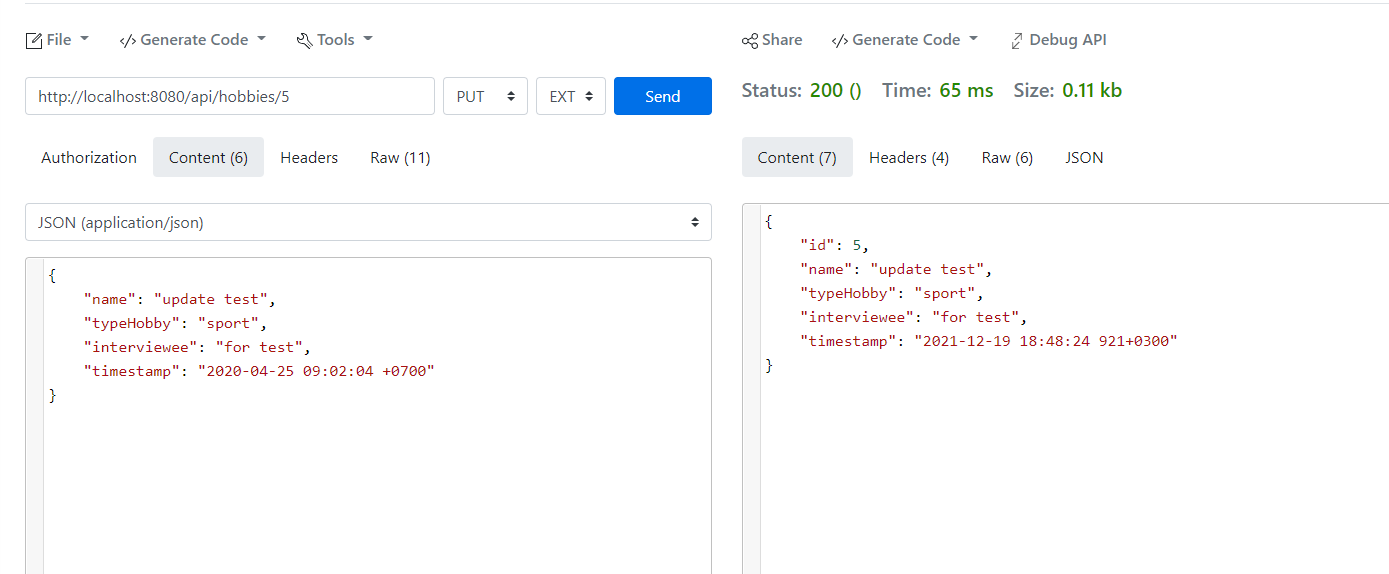 File Generate Code Tools
http://localhost:8080/api/hobbies/5 PUT EXT Send
Authorization Content (6) Headers Raw (11)
JSON (application/json)
{
    "name": "update test",
    "typeHobby": "sport",
    "interviewee": "for test",
    "timestamp": "2020-04-25 09:02:04 +0700"
}
Share Generate Code Debug API
Status: 200 () Time: 65 ms Size: 0.11 kb
Content (7) Headers (4) Raw (6) JSON
{
    "id": 5,
    "name": "update test",
    "typeHobby": "sport",
    "interviewee": "for test",
    "timestamp": "2021-12-19 18:48:24 921+0300"
}